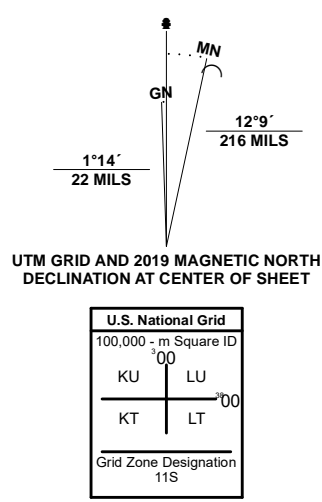 MN
GN
12°9´
216 MILS
1°14´
22 MILS
UTM GRID AND 2019 MAGNETIC NORTH
DECLINATION AT CENTER OF SHEET
U.S. National Grid
100,000 - m Square ID
³00
KU LU
³⁸00
KT LT
Grid Zone Designation
11S